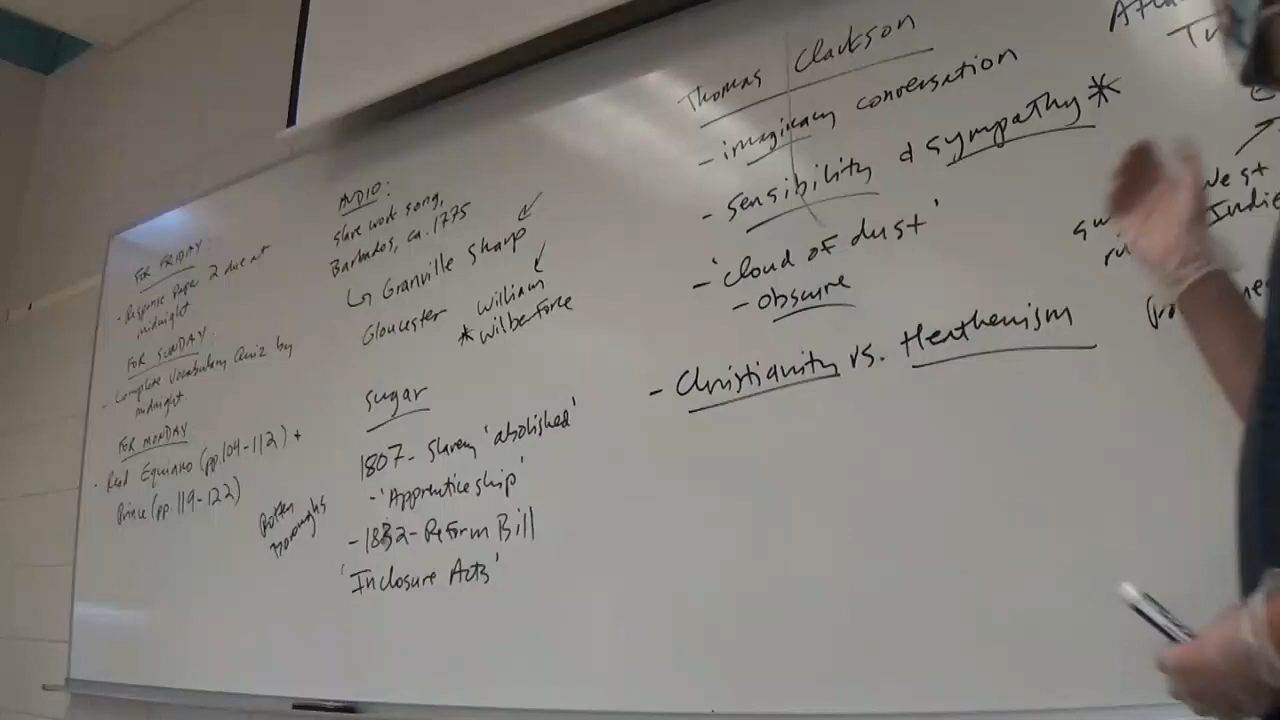 FOR FRIDAY:
- Response Paper 2 due at
midnight
FOR SUNDAY:
- Complete Vocabulary Quiz by
midnight
FOR MONDAY
- Read Equiano (pp.104-112) +
Prince (pp.119-122)
AUDIO:
slave work song,
Barbados, ca. 1775
↳ Granville Sharp
Gloucester William
* Wilberforce
sugar
1807- Slavery 'abolished'
- 'Apprenticeship'
- 1832- Reform Bill
'Inclosure Acts'
Rotten
Boroughs
Thomas Clarkson
- imaginary conversation
- sensibility & sympathy *
- 'cloud of dust'
- obscure
- Christianity vs. Heathenism
West
Indie